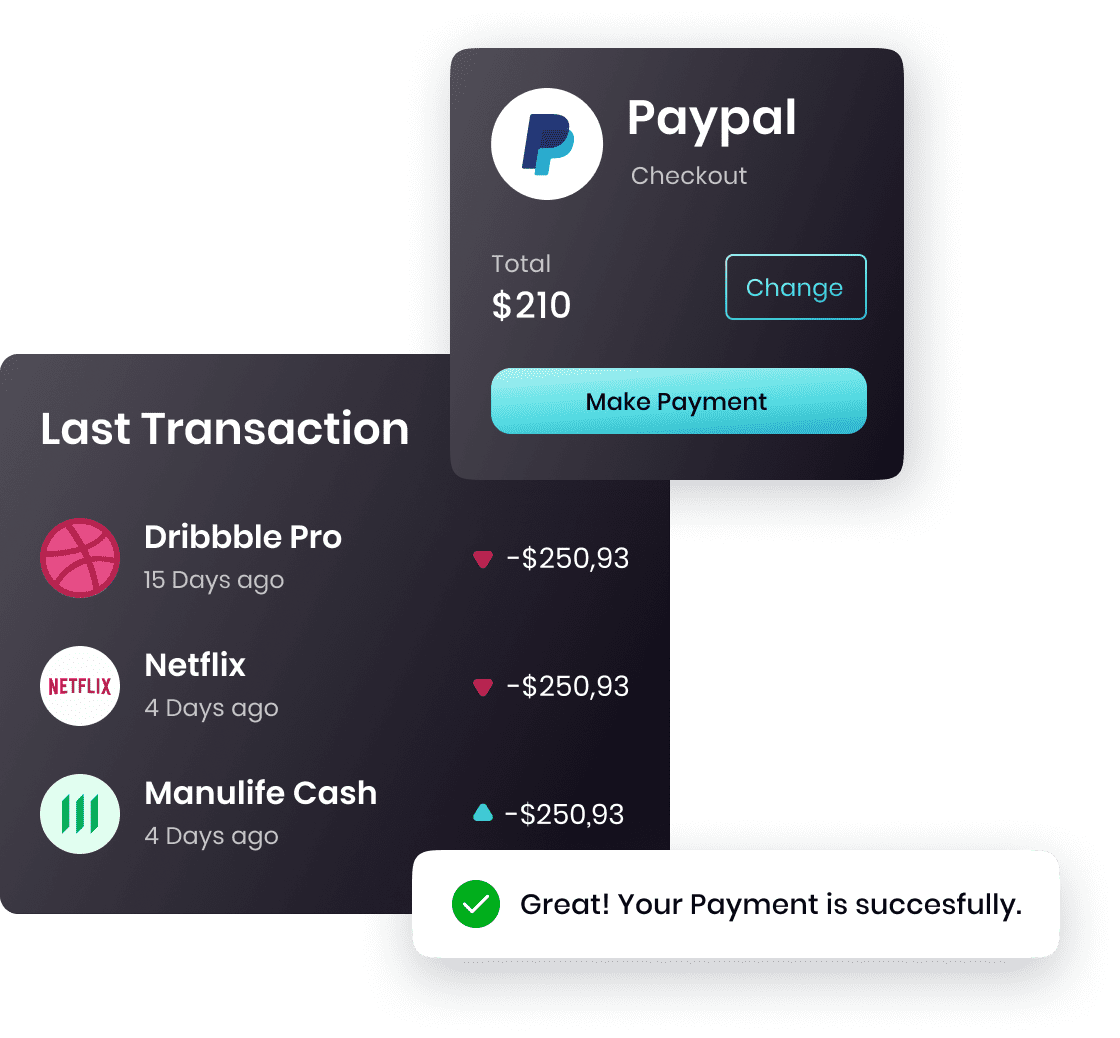 Paypal
Checkout
Total
$210
Change
Make Payment
Last Transaction
Dribbble Pro
15 Days ago
-$250,93
NETFLIX
Netflix
4 Days ago
-$250,93
Manulife Cash
4 Days ago
-$250,93
Great! Your Payment is succesfully.